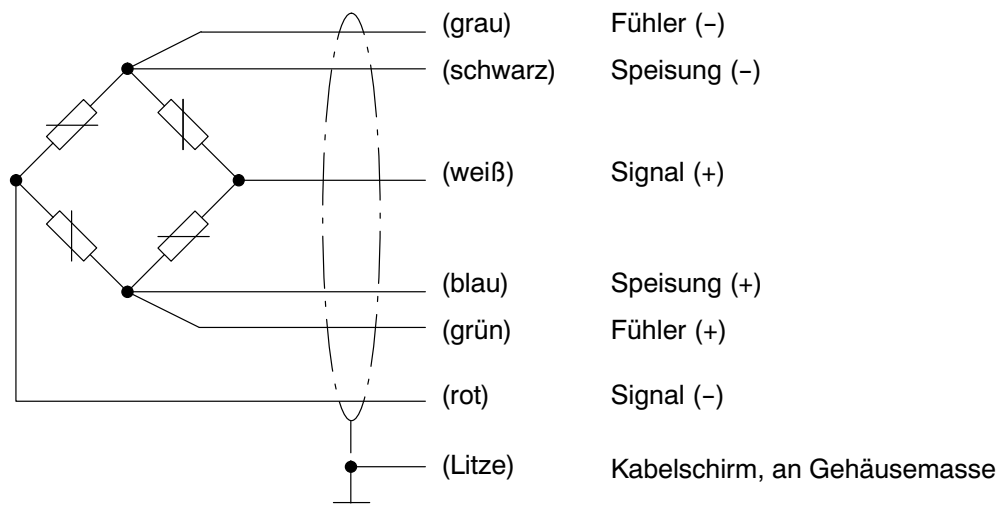 (grau) Fühler (–)
(schwarz) Speisung (–)
(weiß) Signal (+)
(blau) Speisung (+)
(grün) Fühler (+)
(rot) Signal (–)
(Litze) Kabelschirm, an Gehäusemasse